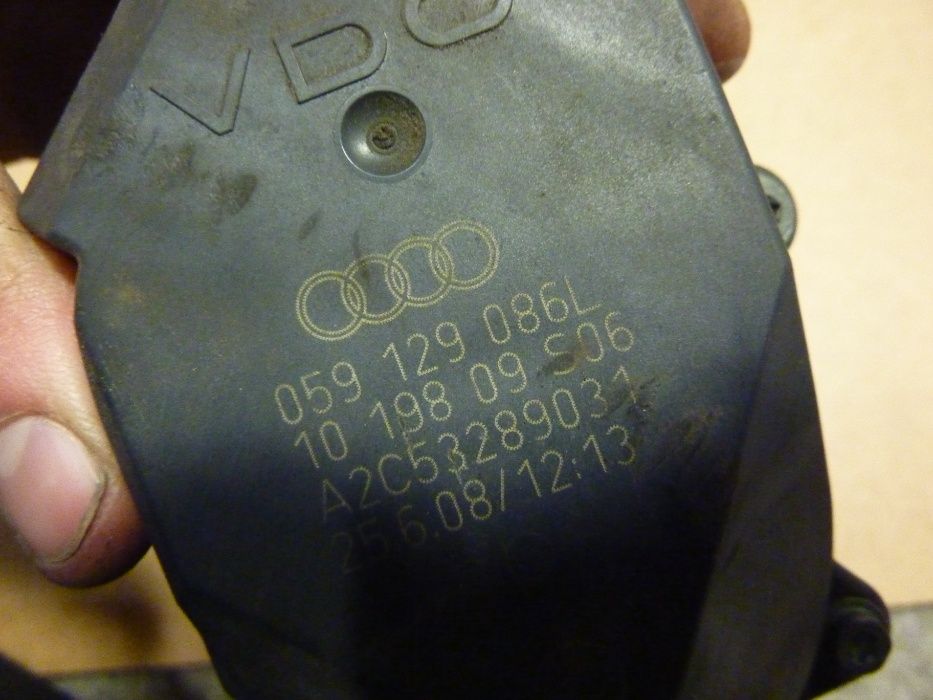 VDO
059 129 086L
10 198 09 S06
A2C53289031
25.6.08/12:13